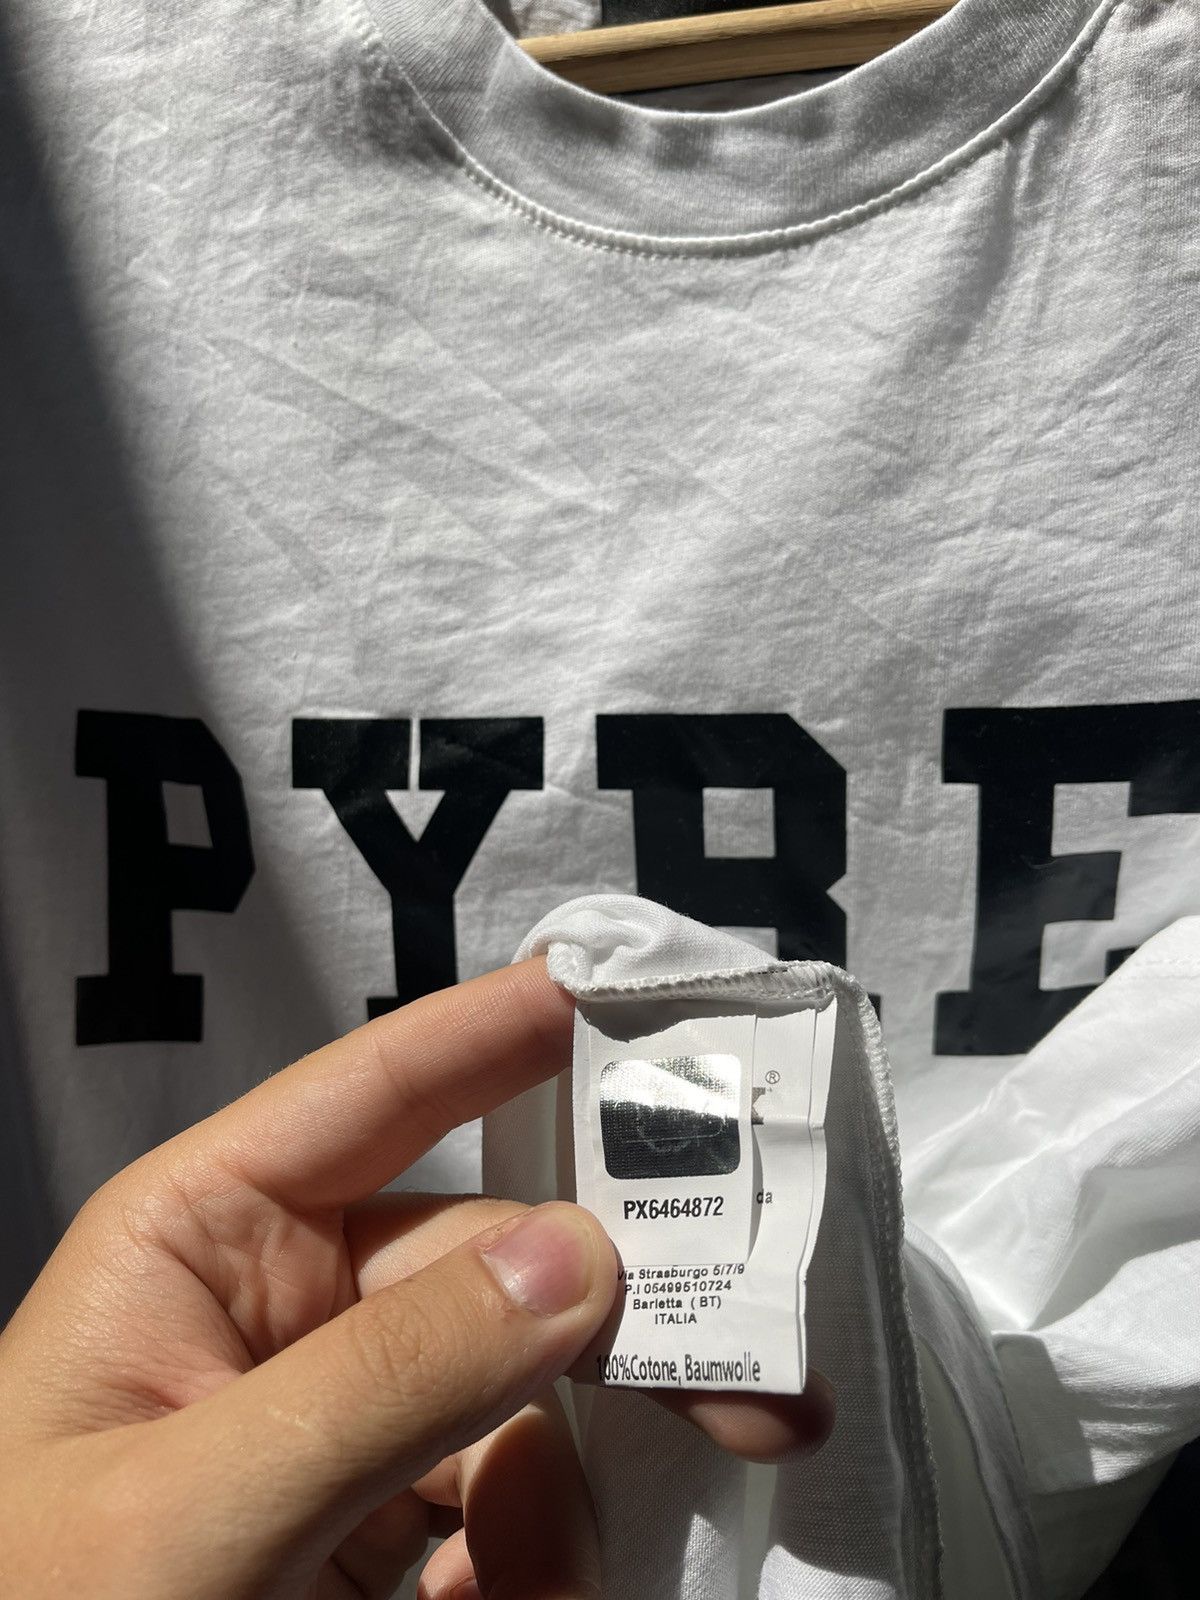 PYRE
X®
PX6464872
da
Via Strasburgo 5/7/9
P.I 05499510724
Barletta ( BT)
ITALIA
100%Cotone, Baumwolle